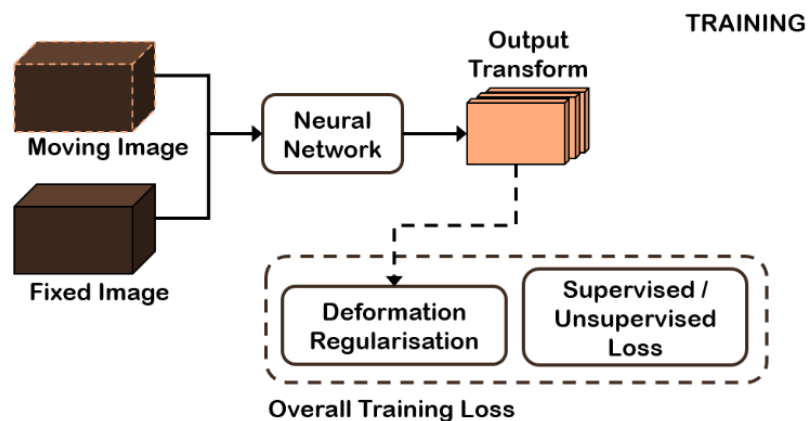 TRAINING
Output
Transform
Neural
Network
Moving Image
Fixed Image
Deformation
Regularisation
Supervised /
Unsupervised
Loss
Overall Training Loss